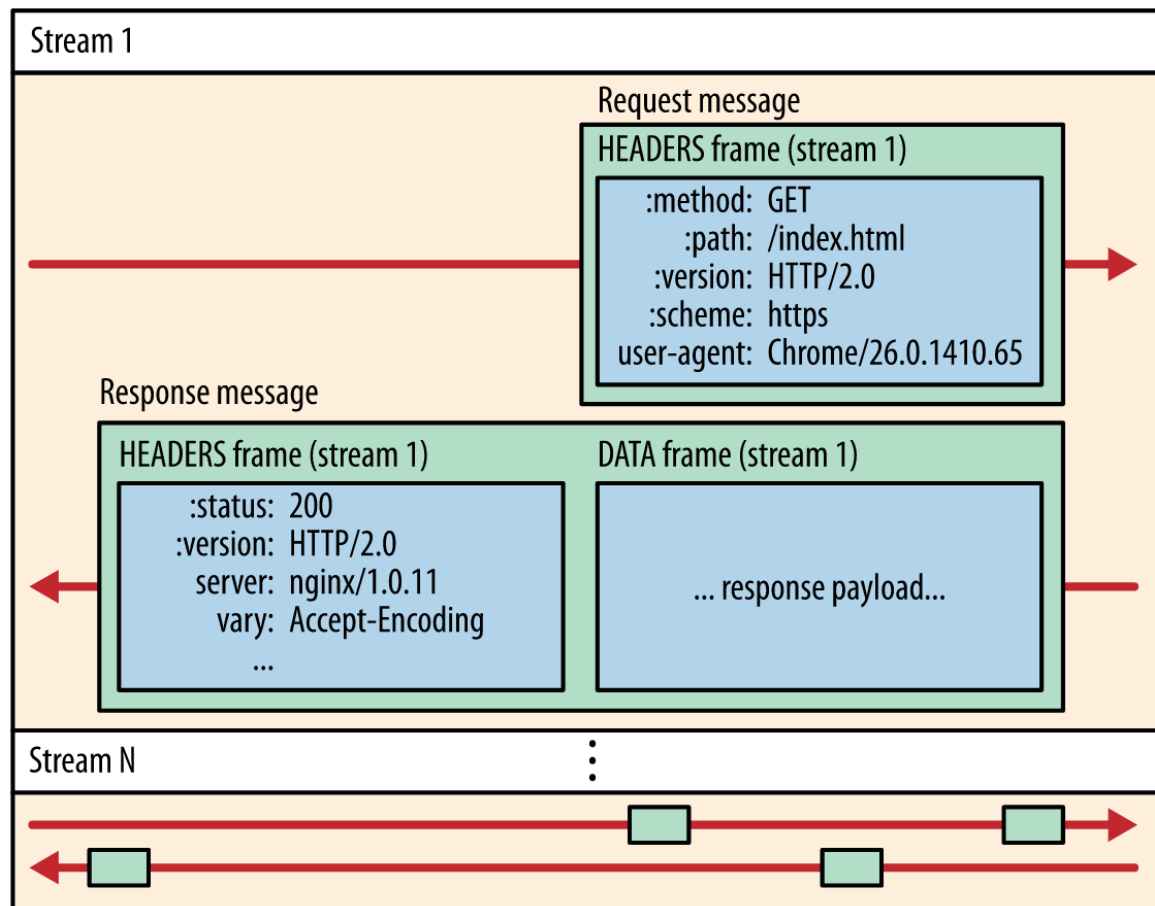 Stream 1
Request message
HEADERS frame (stream 1)
:method: GET
:path: /index.html
:version: HTTP/2.0
:scheme: https
user-agent: Chrome/26.0.1410.65
Response message
HEADERS frame (stream 1)
:status: 200
:version: HTTP/2.0
server: nginx/1.0.11
vary: Accept-Encoding
...
DATA frame (stream 1)
... response payload...
Stream N